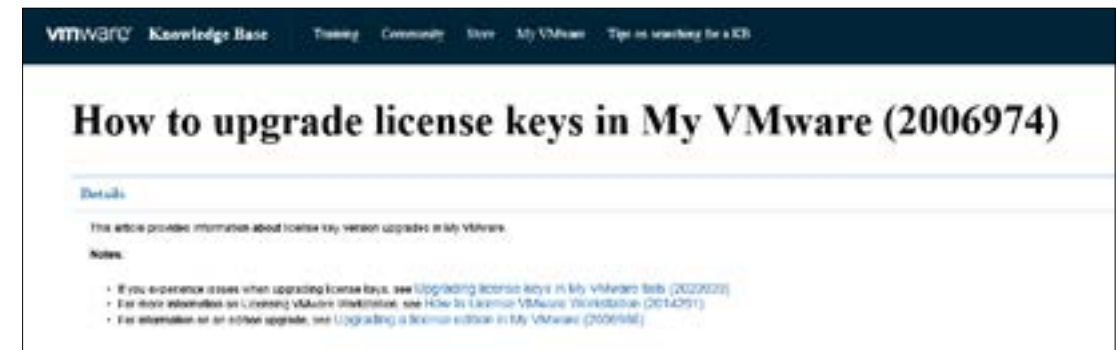 vmware Knowledge Base Training Community Store My VMware Tips on searching for a KB
How to upgrade license keys in My VMware (2006974)
Details
This article provides information about license key version upgrades in My VMware.
Notes:
• If you experience issues when upgrading license keys, see Upgrading license keys in My VMware fails
• For more information on Licensing VMware Workstation, see How to License VMware Workstation
• For information on an edition upgrade, see Upgrading a license edition in My VMware